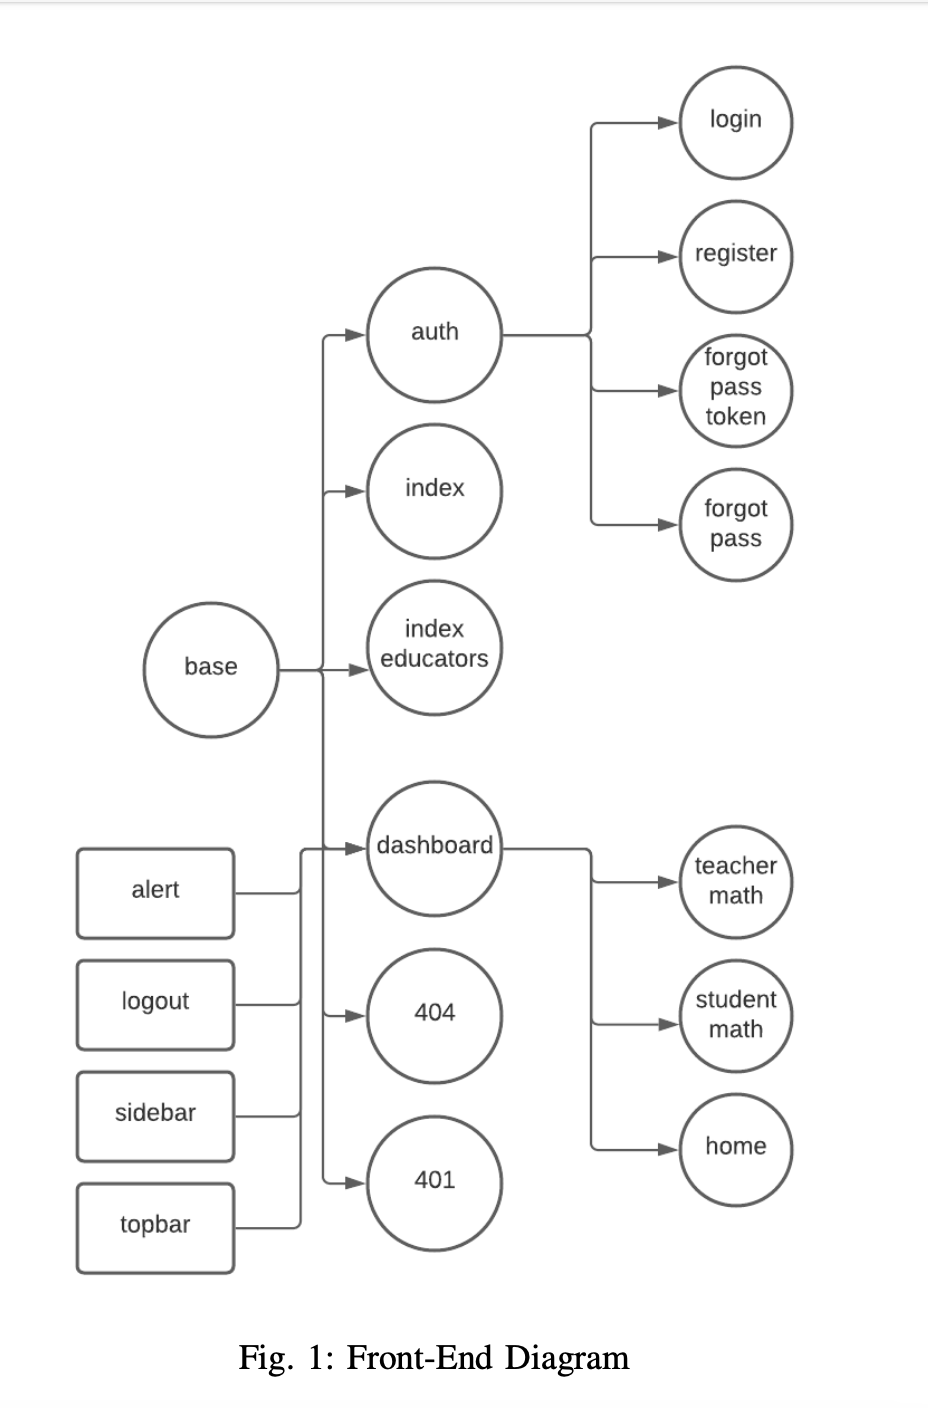 login
register
forgot
pass
token
forgot
pass
auth
index
index
educators
base
dashboard
404
401
alert
logout
sidebar
topbar
teacher
math
student
math
home
Fig. 1: Front-End Diagram